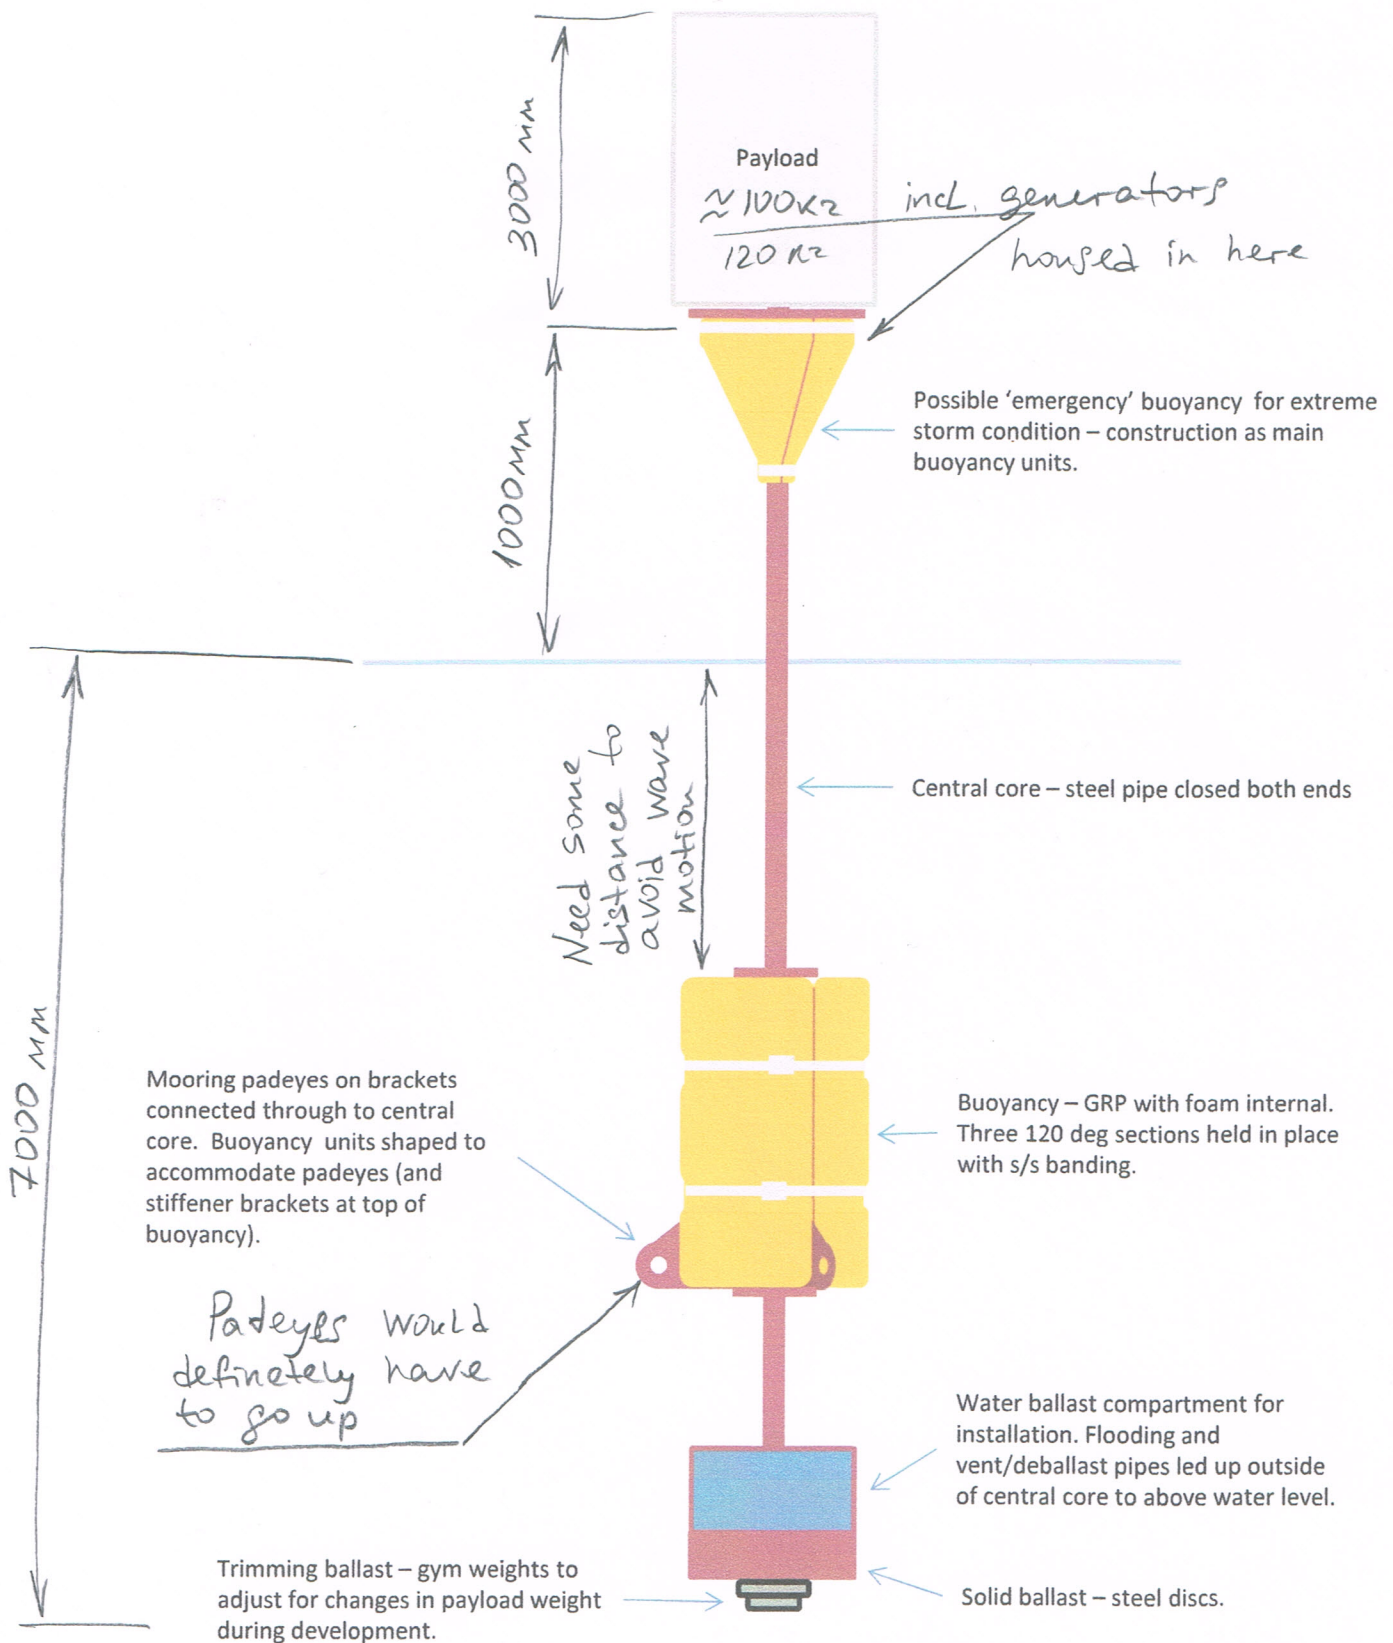 3000 мм
Payload
≈ 100кг
120 кг
incl. generators
housed in here
1000 мм
Possible ‘emergency’ buoyancy for extreme
storm condition – construction as main
buoyancy units.
Need some
distance to
avoid wave
motion
Central core – steel pipe closed both ends
7000 мм
Mooring padeyes on brackets
connected through to central
core. Buoyancy units shaped to
accommodate padeyes (and
stiffener brackets at top of
buoyancy).
Buoyancy – GRP with foam internal.
Three 120 deg sections held in place
with s/s banding.
Padeyes would
definetely have
to go up
Water ballast compartment for
installation. Flooding and
vent/deballast pipes led up outside
of central core to above water level.
Trimming ballast – gym weights to
adjust for changes in payload weight
during development.
Solid ballast – steel discs.